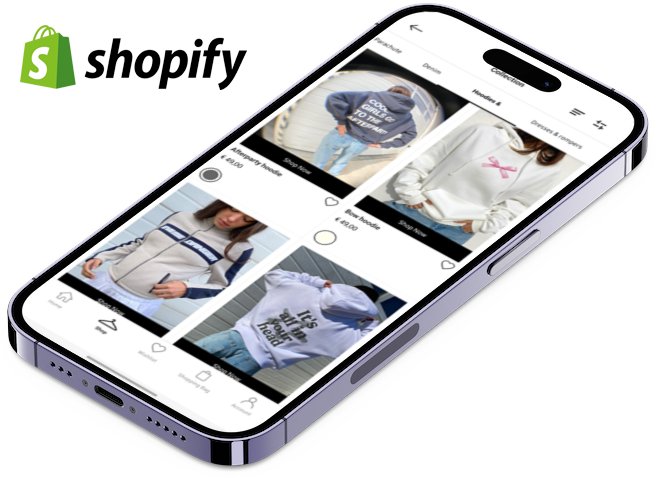 shopify
Collection
Parachute
Denim
Hoodies &
Dresses & rompers
COOL
GIRLS GO
TO THE
AFTERPARTY
Shop Now
Afterparty hoodie
€ 49,00
Shop Now
Bow hoodie
€ 49,00
Shop Now
It's
all in
your
head
Shop Now
Home
Shop
Wishlist
Shopping Bag
Account